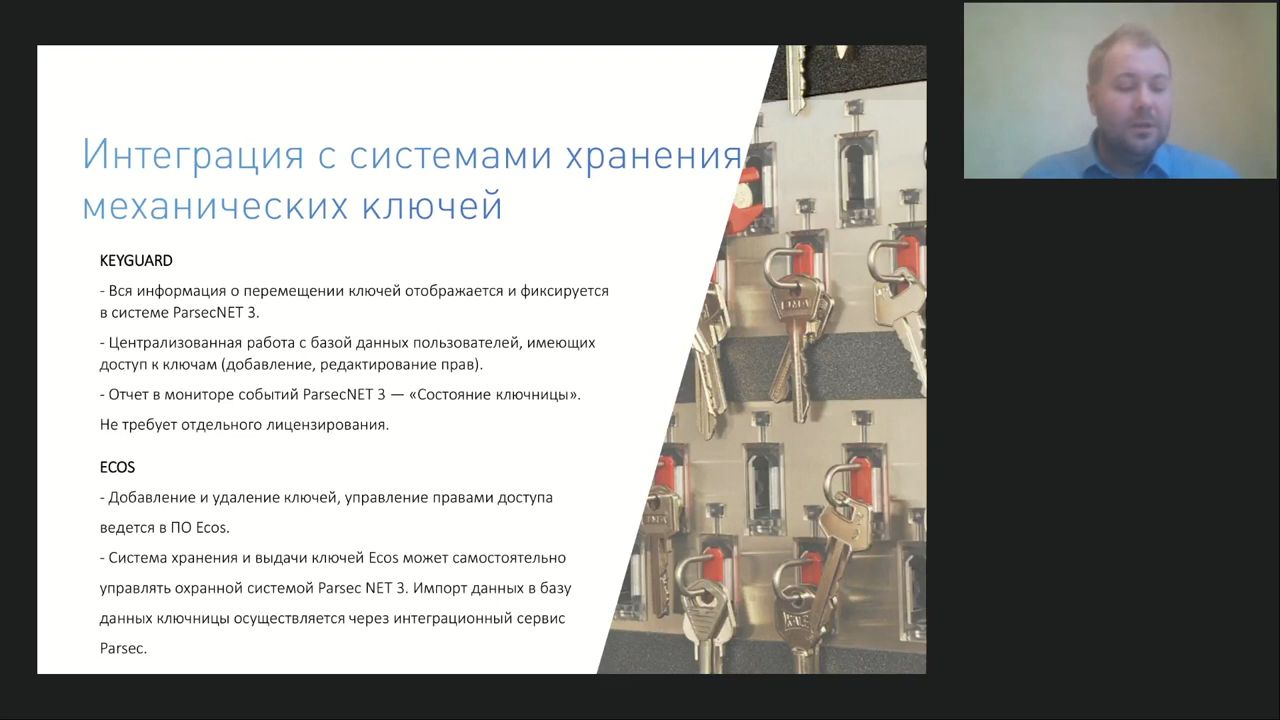 Интеграция с системами хранения
механических ключей
KEYGUARD
- Вся информация о перемещении ключей отображается и фиксируется
в системе ParsecNET 3.
- Централизованная работа с базой данных пользователей, имеющих
доступ к ключам (добавление, редактирование прав).
- Отчет в мониторе событий ParsecNET 3 — «Состояние ключницы».
Не требует отдельного лицензирования.
ECOS
- Добавление и удаление ключей, управление правами доступа
ведется в ПО Ecos.
- Система хранения и выдачи ключей Ecos может самостоятельно
управлять охранной системой Parsec NET 3. Импорт данных в базу
данных ключницы осуществляется через интеграционный сервис
Parsec.